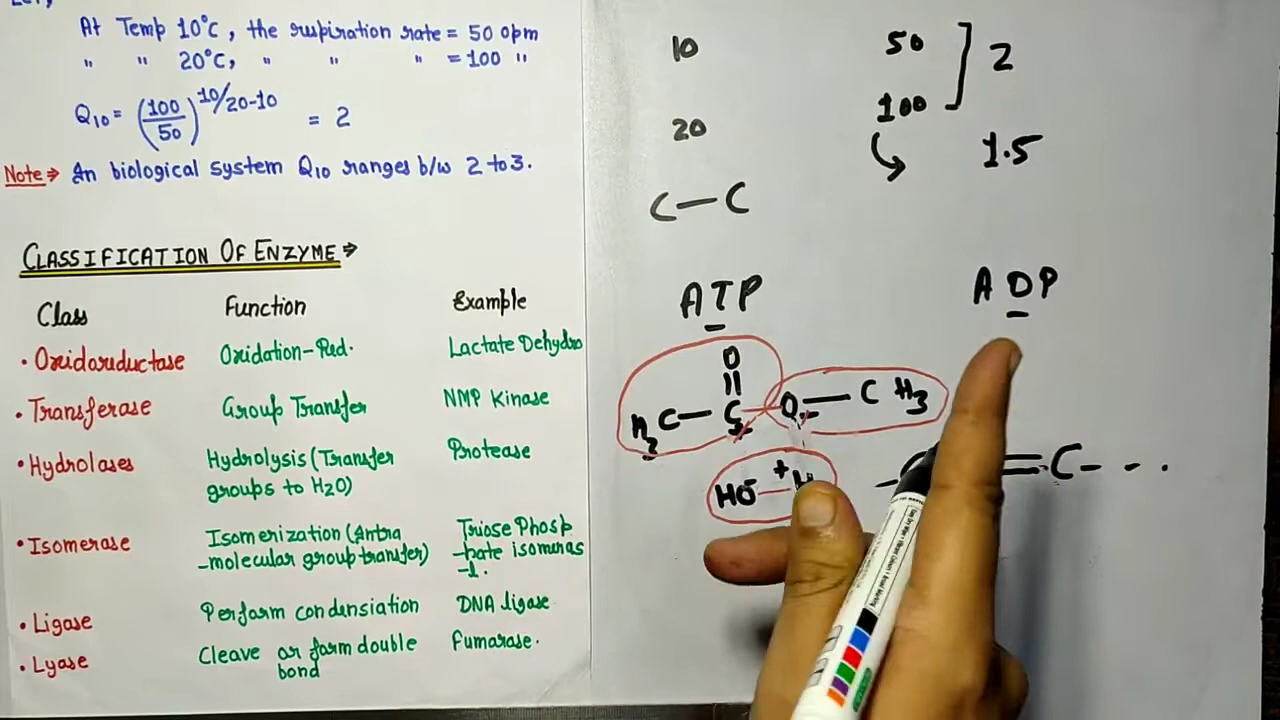 At Temp 10°C, the respiration rate = 50 opm
" " 20°C, " " " = 100 "
Q10 = (100/50)^10/20-10 = 2
Note⇒ In biological system Q10 ranges b/w 2 to 3.
CLASSIFICATION OF ENZYME⇒
Class Function Example
• Oxidoreductase Oxidation-Red. Lactate Dehydro
• Transferase Group Transfer NMP Kinase
• Hydrolases Hydrolysis (Transfer groups to H2O) Protease
• Isomerase Isomerization (Intra
-molecular group transfer) Triose Phosp
-hate isomeras
-e.
• Ligase Perform condensiation DNA ligase
• Lyase Cleave or form double
bond Fumarase.
10 50
2
20 100
1.5
C–C
ATP ADP
O
H3C–C–O–CH3
HO- +H
=C- - - .